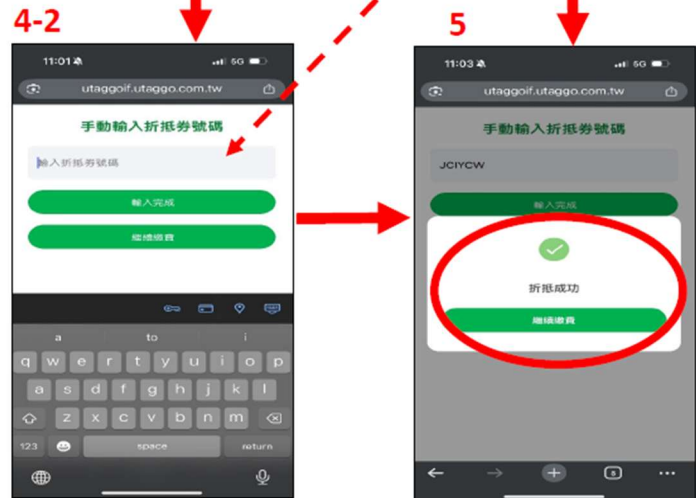 4-2
11:01
5G
utaggoif.utaggo.com.tw
手動輸入折抵券號碼
輸入折抵券號碼
輸入完成
繼續繳費
a to i
q w e r t y u i o p
a s d f g h j k l
z x c v b n m
123 space return
5
11:03
5G
utaggoif.utaggo.com.tw
手動輸入折抵券號碼
JCIYCW
輸入完成
折抵成功
繼續繳費
8